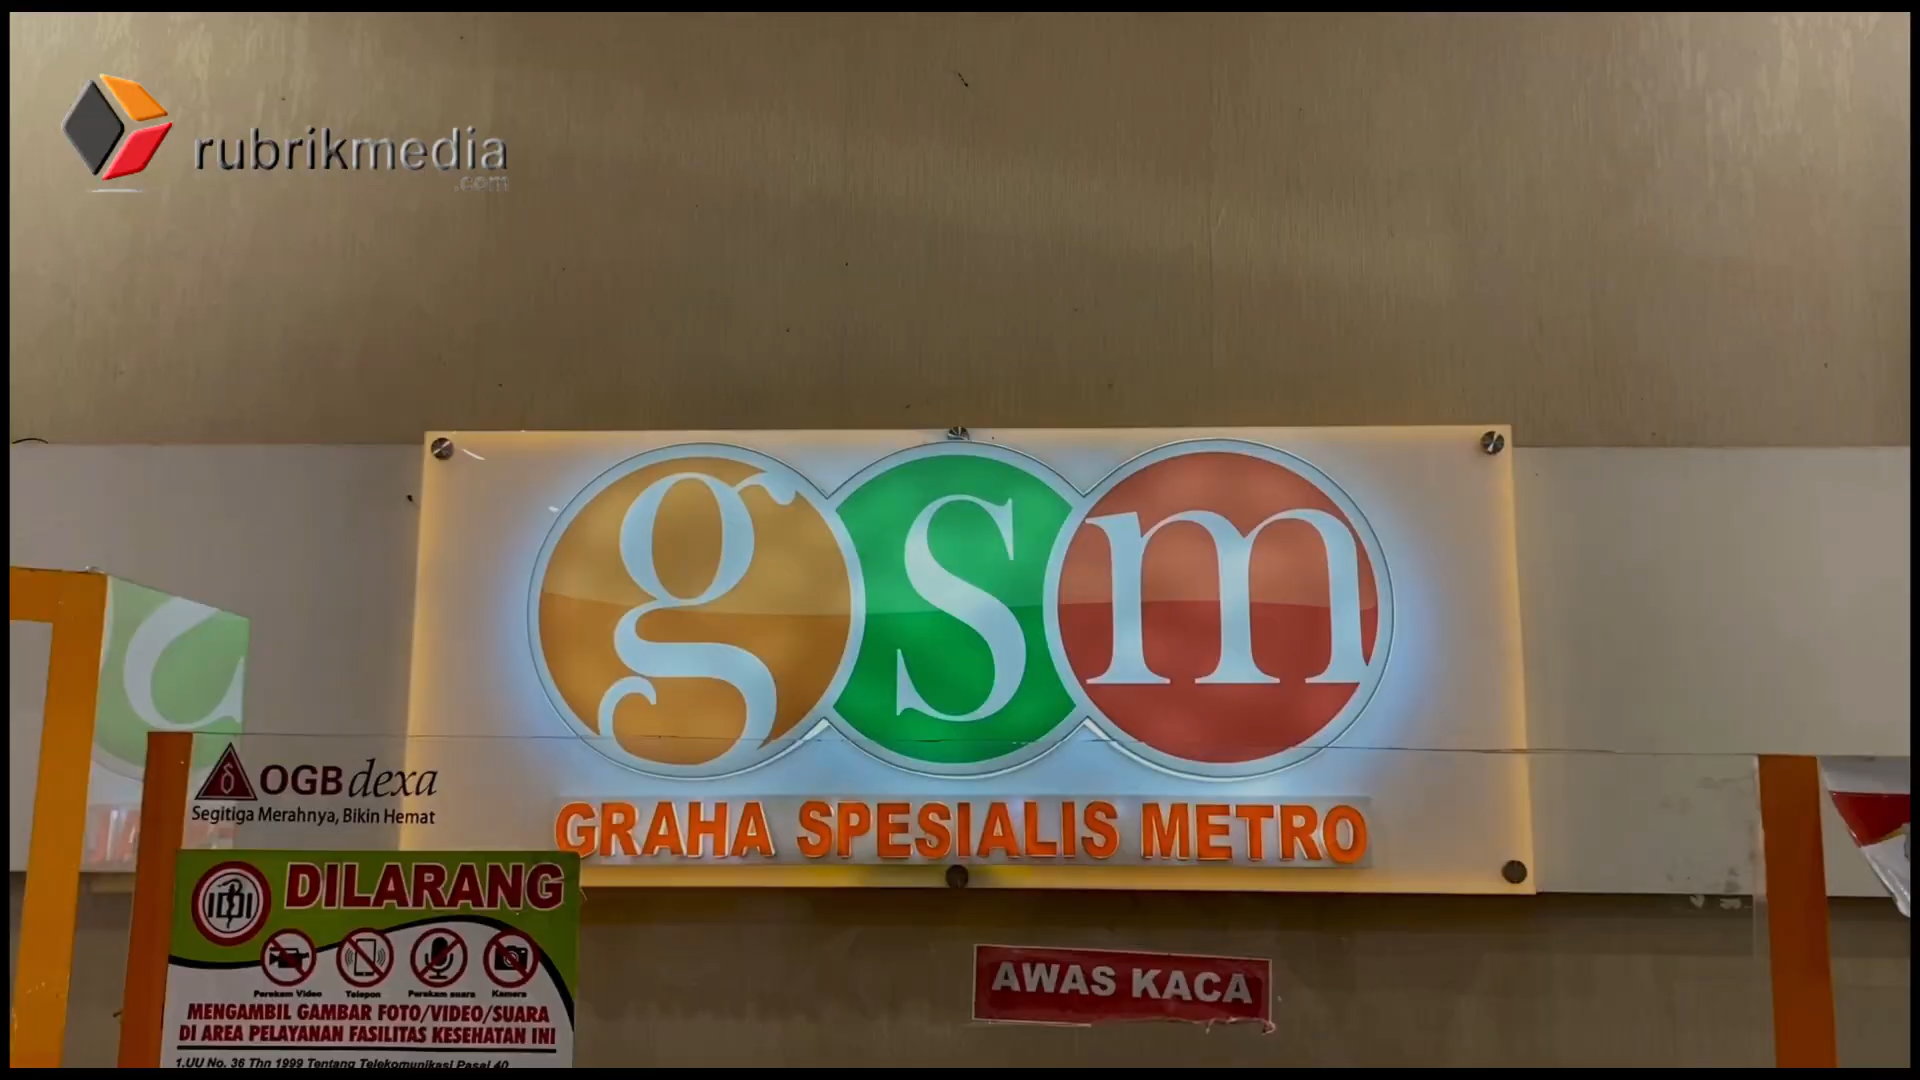 rubrikmedia
.com
gsm
GRAHA SPESIALIS METRO
OGB dexa
Segitiga Merahnya, Bikin Hemat
IDI
DILARANG
Perekam Video
Telepon
Perekam suara
Kamera
MENGAMBIL GAMBAR FOTO/VIDEO/SUARA
DI AREA PELAYANAN FASILITAS KESEHATAN INI
1.UU No. 36 Thn 1999 Tentang Telekomunikasi Pasal 40
AWAS KACA